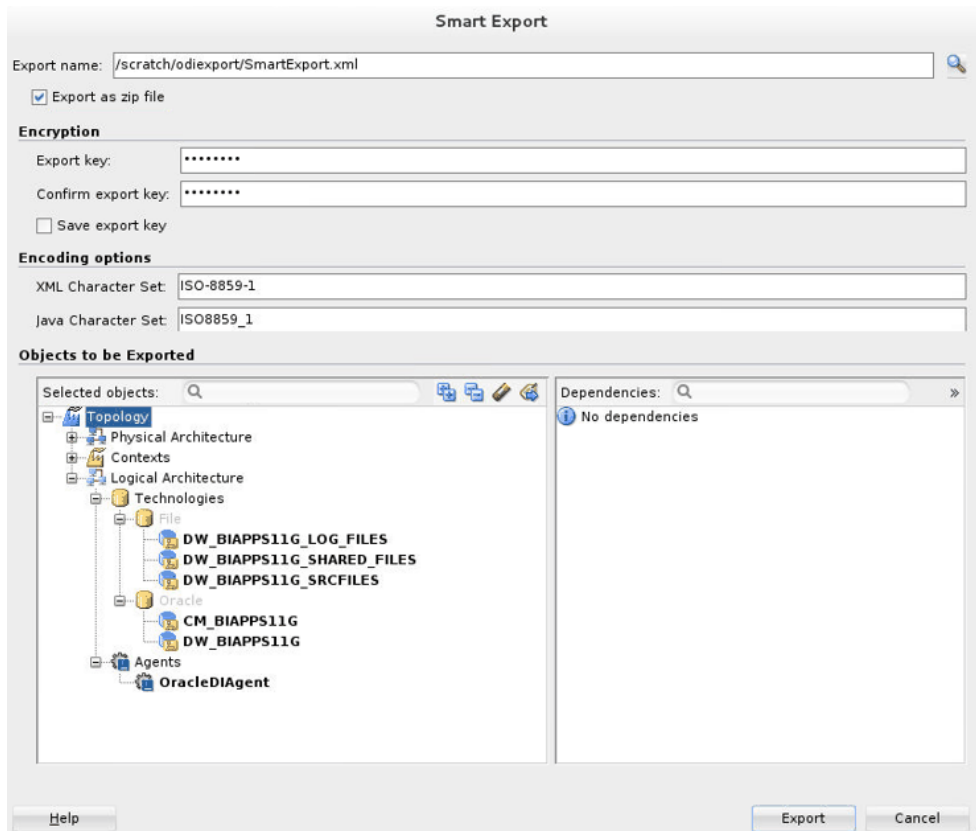 Smart Export
Export name: /scratch/odiexport/SmartExport.xml
Export as zip file
Encryption
Export key: ••••••••
Confirm export key: ••••••••
Save export key
Encoding options
XML Character Set: ISO-8859-1
Java Character Set: ISO8859_1
Objects to be Exported
Selected objects:
Topology
Physical Architecture
Contexts
Logical Architecture
Technologies
File
DW_BIAPPS11G_LOG_FILES
DW_BIAPPS11G_SHARED_FILES
DW_BIAPPS11G_SRCFILES
Oracle
CM_BIAPPS11G
DW_BIAPPS11G
Agents
OracleDIAgent
Dependencies: »
No dependencies
Help Export Cancel